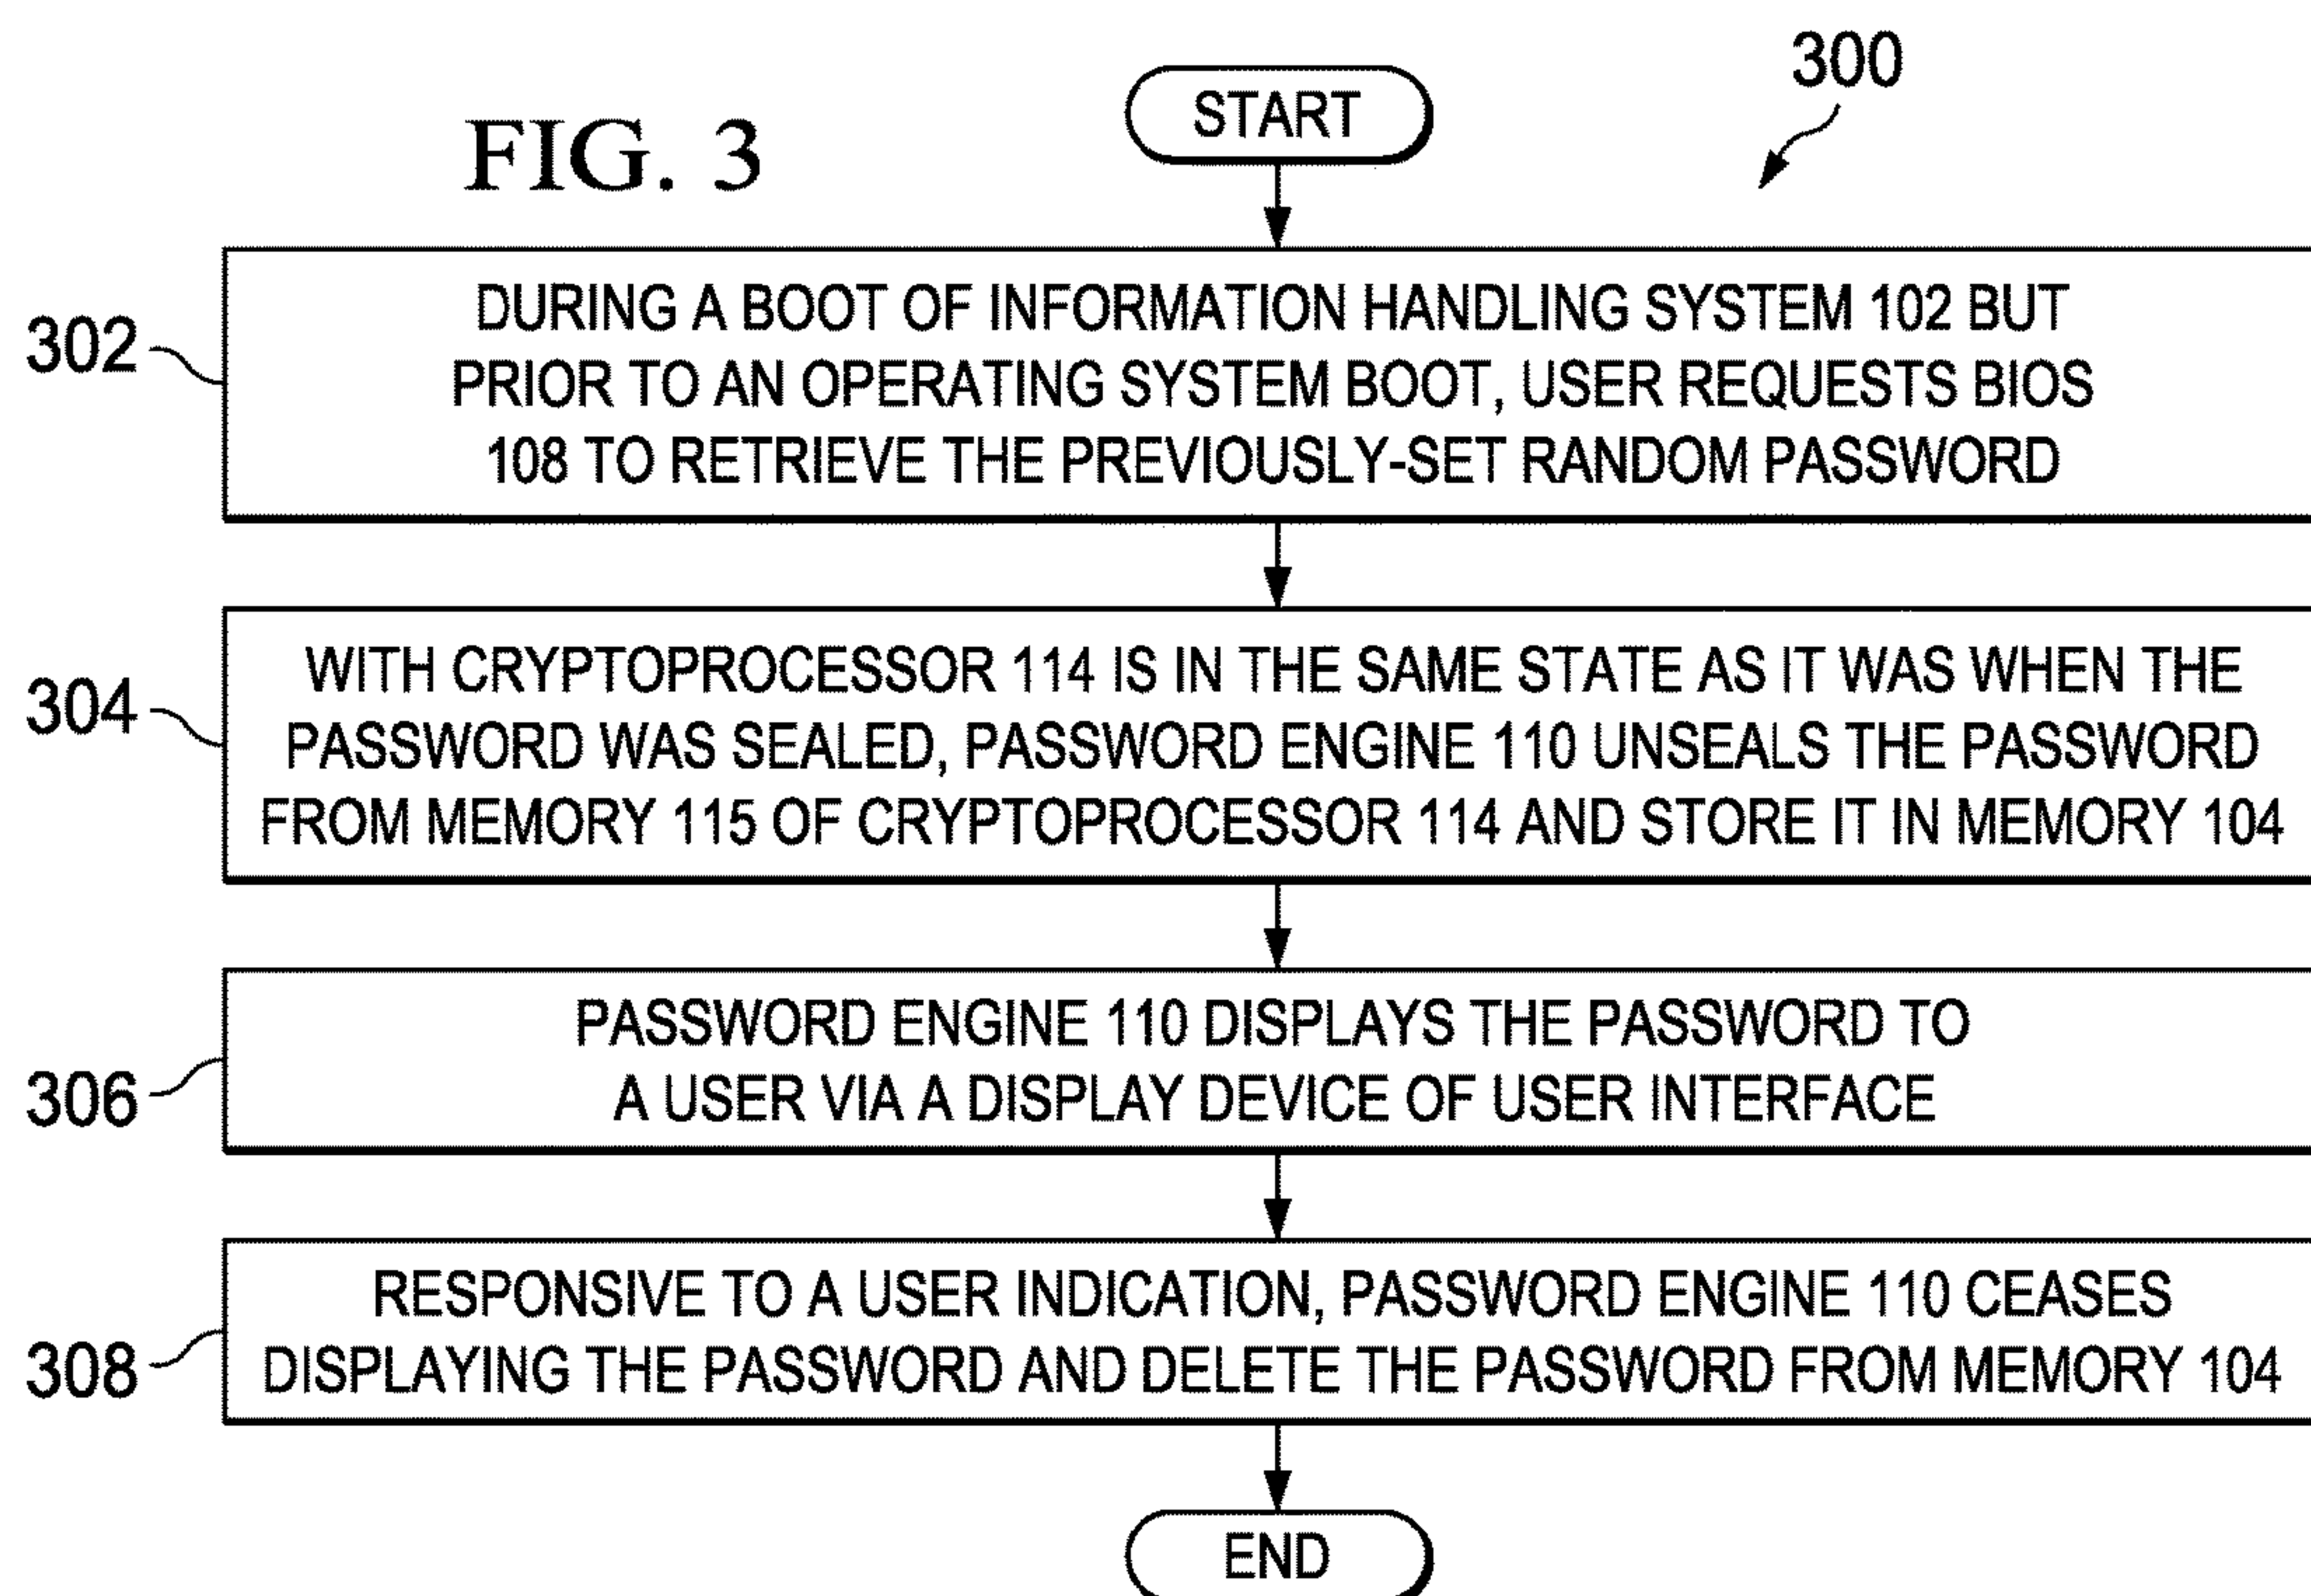 FIG. 3
START
300
302
DURING A BOOT OF INFORMATION HANDLING SYSTEM 102 BUT
PRIOR TO AN OPERATING SYSTEM BOOT, USER REQUESTS BIOS
108 TO RETRIEVE THE PREVIOUSLY-SET RANDOM PASSWORD
304
WITH CRYPTOPROCESSOR 114 IS IN THE SAME STATE AS IT WAS WHEN THE
PASSWORD WAS SEALED, PASSWORD ENGINE 110 UNSEALS THE PASSWORD
FROM MEMORY 115 OF CRYPTOPROCESSOR 114 AND STORE IT IN MEMORY 104
306
PASSWORD ENGINE 110 DISPLAYS THE PASSWORD TO
A USER VIA A DISPLAY DEVICE OF USER INTERFACE
308
RESPONSIVE TO A USER INDICATION, PASSWORD ENGINE 110 CEASES
DISPLAYING THE PASSWORD AND DELETE THE PASSWORD FROM MEMORY 104
END